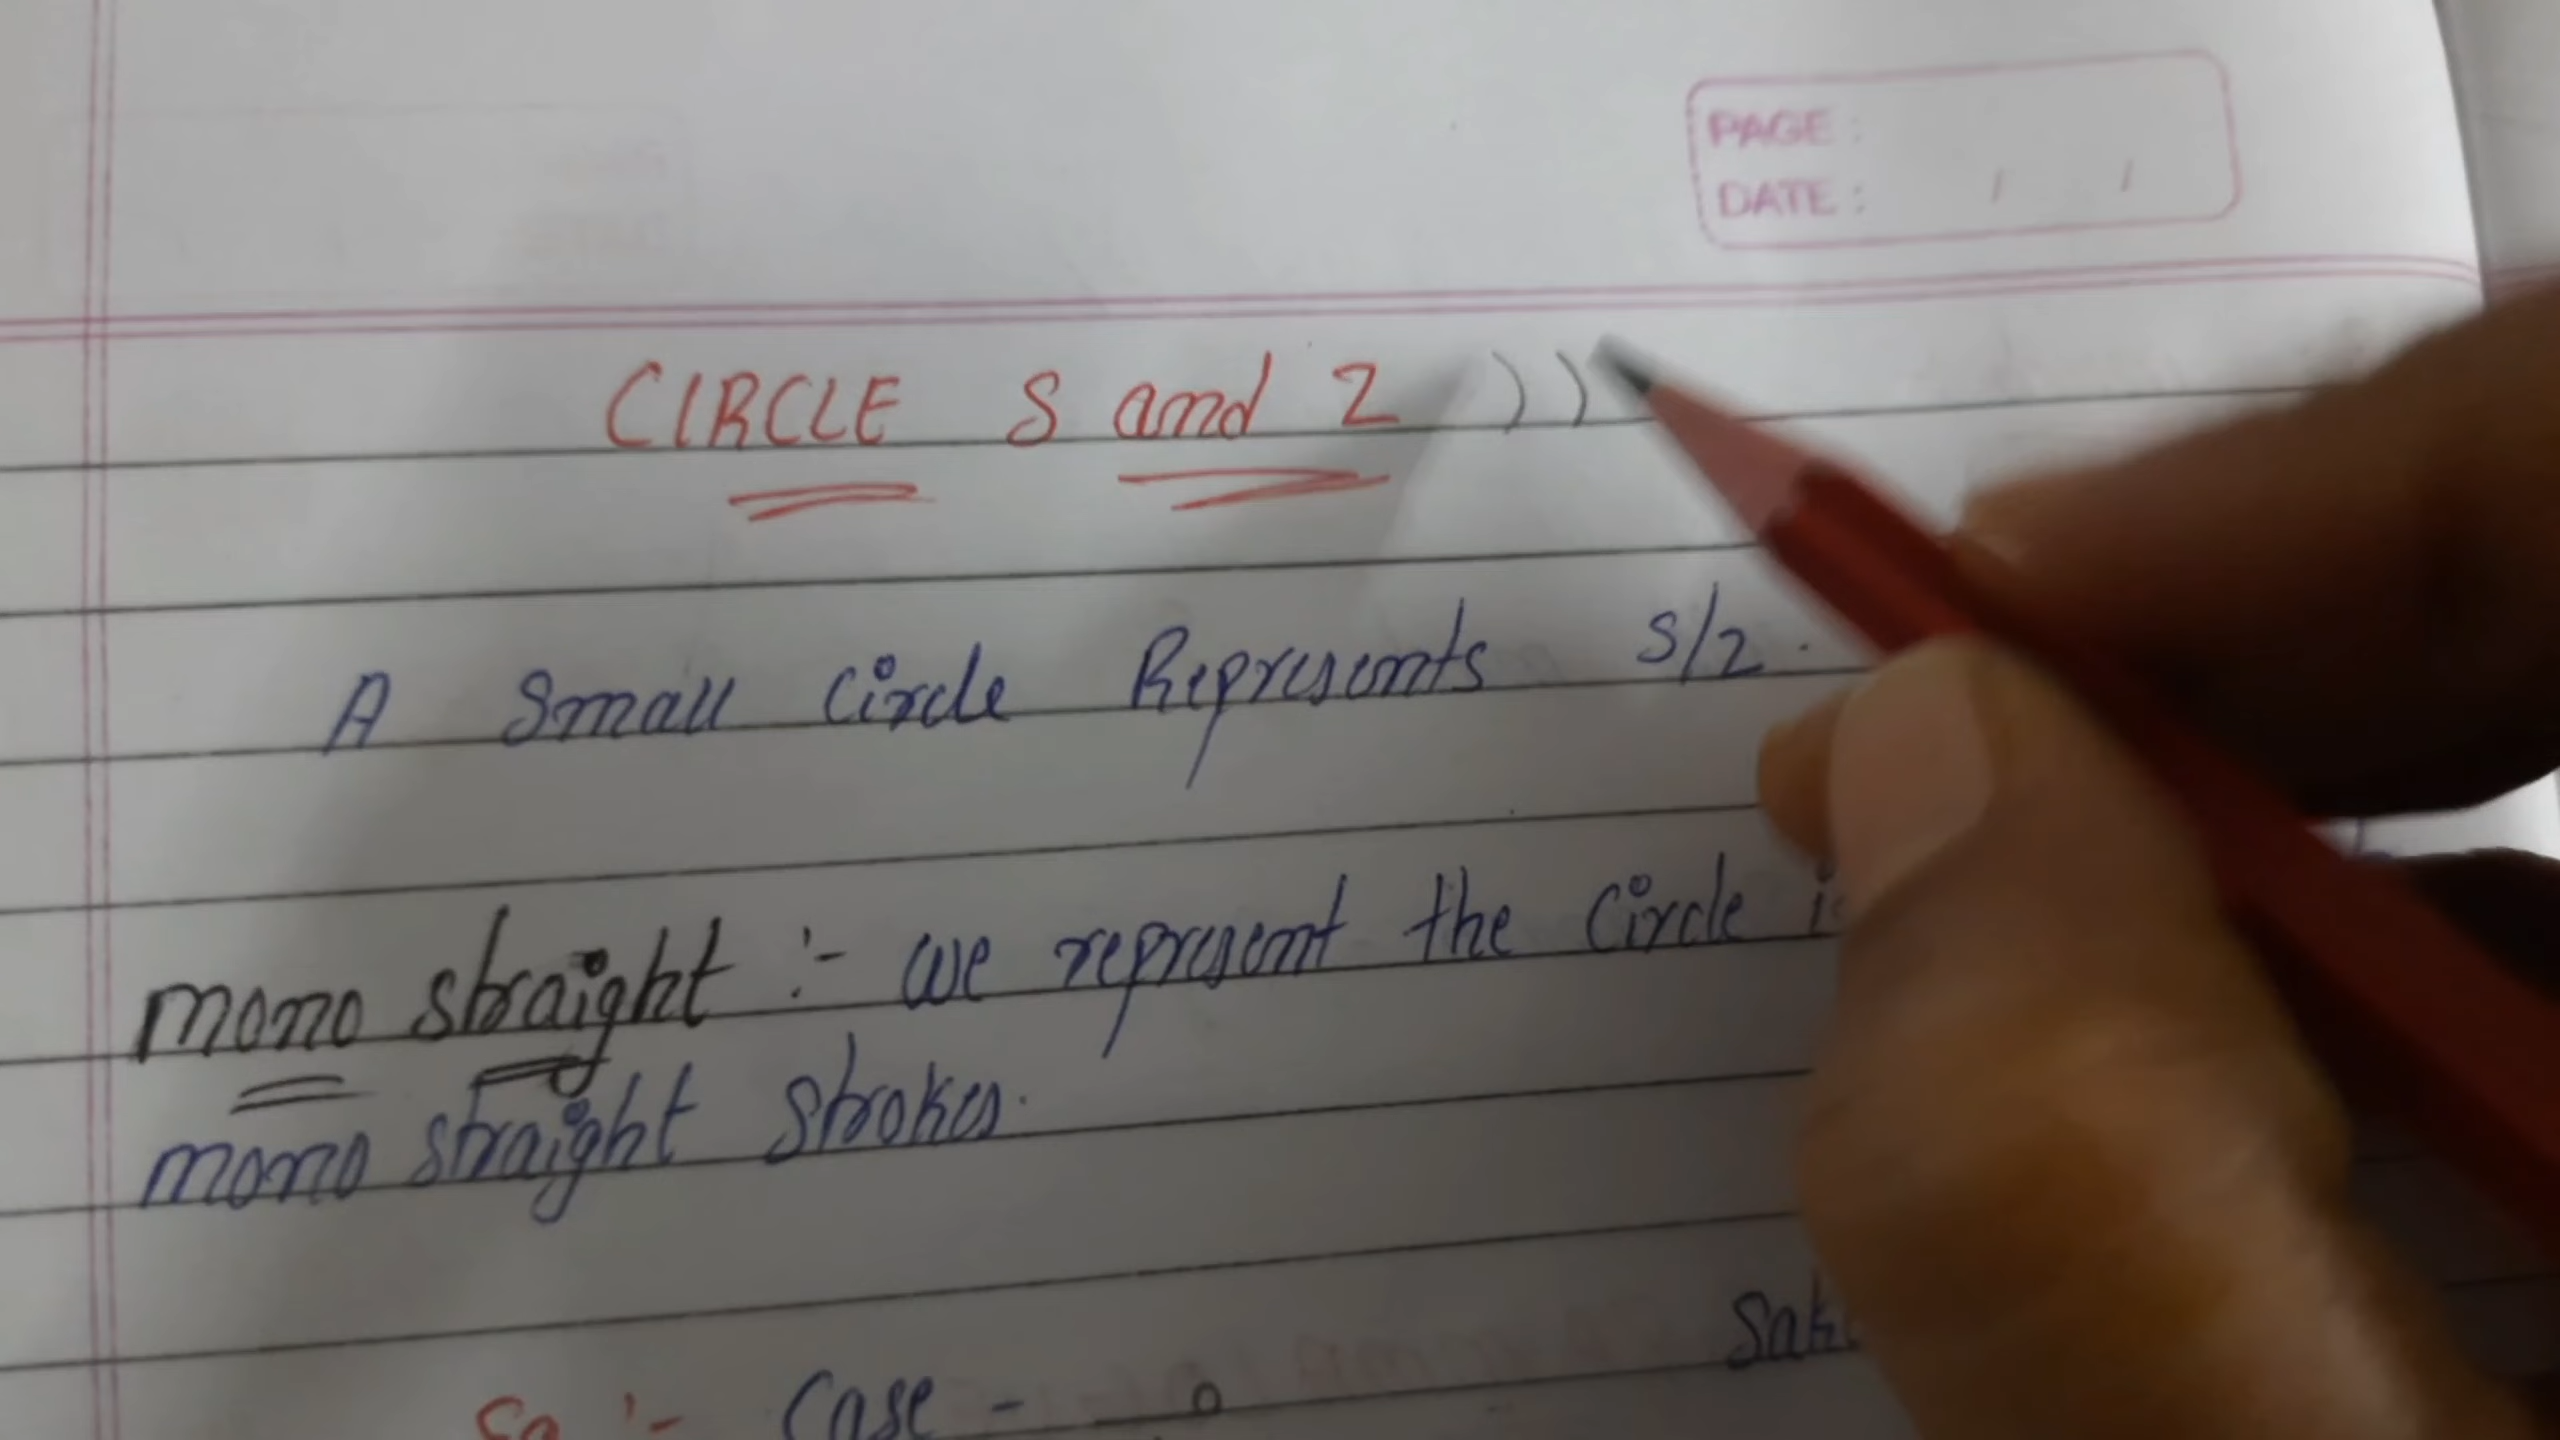 PAGE :
DATE : / /
CIRCLE S and Z ))
A Small Circle Represents S/Z.
mono straight :- we represent the Circle
mono straight strokes.
Case -